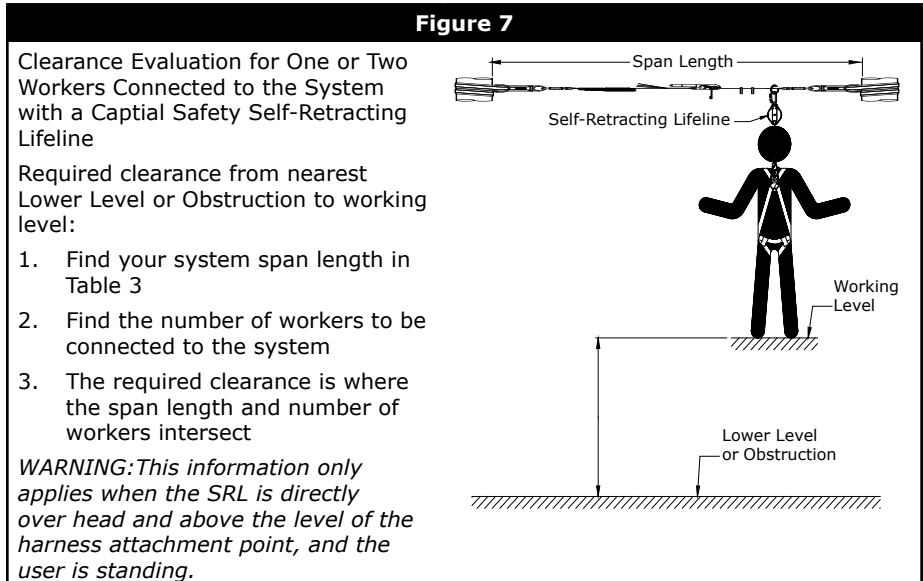 Figure 7
Clearance Evaluation for One or Two
Workers Connected to the System
with a Captial Safety Self-Retracting
Lifeline
Required clearance from nearest
Lower Level or Obstruction to working
level:
1. Find your system span length in
Table 3
2. Find the number of workers to be
connected to the system
3. The required clearance is where
the span length and number of
workers intersect
WARNING:This information only
applies when the SRL is directly
over head and above the level of the
harness attachment point, and the
user is standing.
Span Length
Self-Retracting Lifeline
Working
Level
Lower Level
or Obstruction